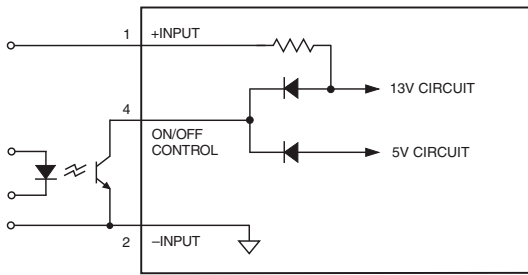 1 +INPUT
13V CIRCUIT
4
ON/OFF
CONTROL
5V CIRCUIT
2 –INPUT